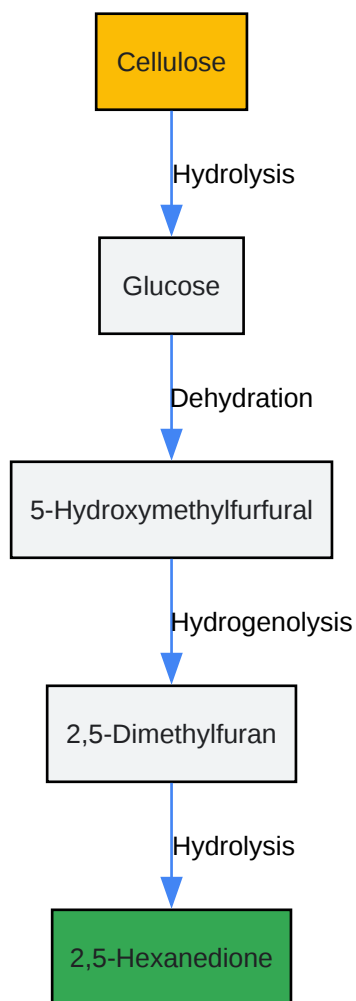 Cellulose
Hydrolysis
Glucose
Dehydration
5-Hydroxymethylfurfural
Hydrogenolysis
2,5-Dimethylfuran
Hydrolysis
2,5-Hexanedione